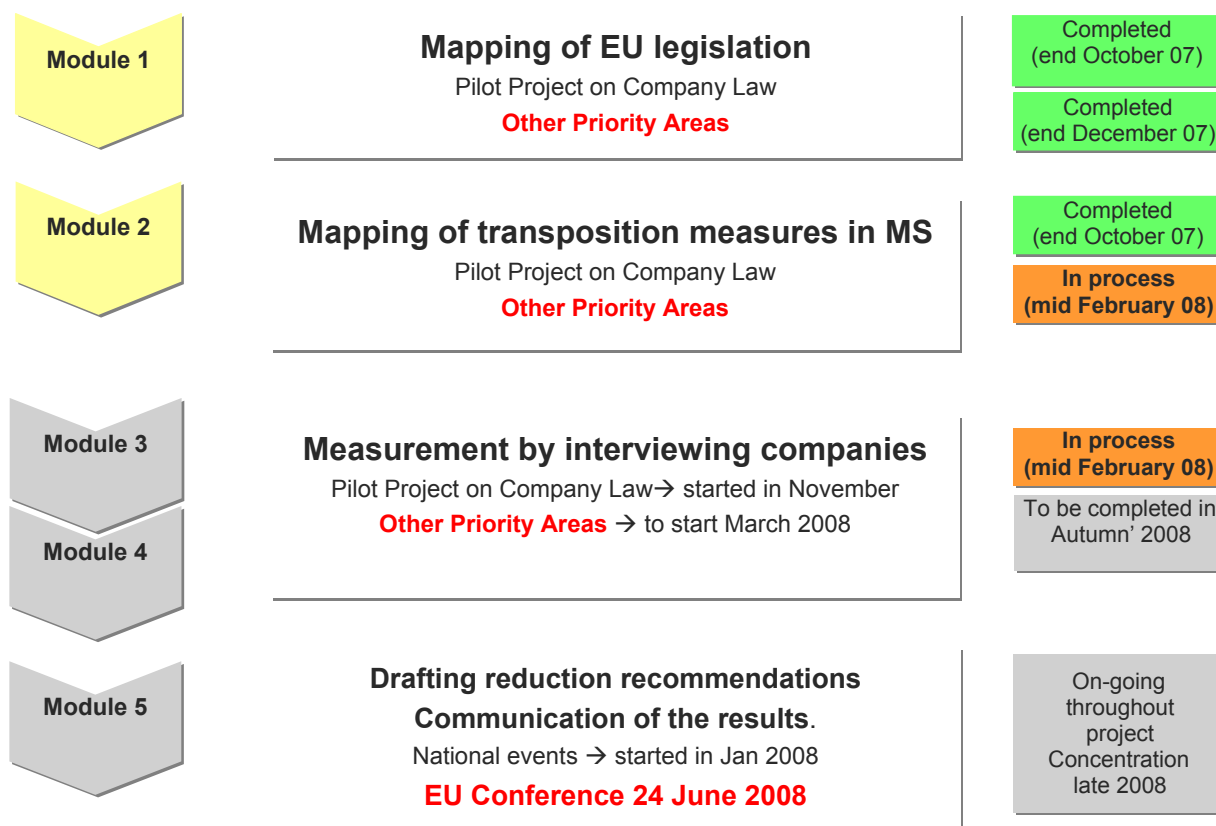 Module 1
Mapping of EU legislation
Pilot Project on Company Law
Other Priority Areas
Completed
(end October 07)
Completed
(end December 07)
Module 2
Mapping of transposition measures in MS
Pilot Project on Company Law
Other Priority Areas
Completed
(end October 07)
In process
(mid February 08)
Module 3
Module 4
Measurement by interviewing companies
Pilot Project on Company Law→ started in November
Other Priority Areas → to start March 2008
In process
(mid February 08)
To be completed in
Autumn’ 2008
Module 5
Drafting reduction recommendations
Communication of the results.
National events → started in Jan 2008
EU Conference 24 June 2008
On-going
throughout
project
Concentration
late 2008